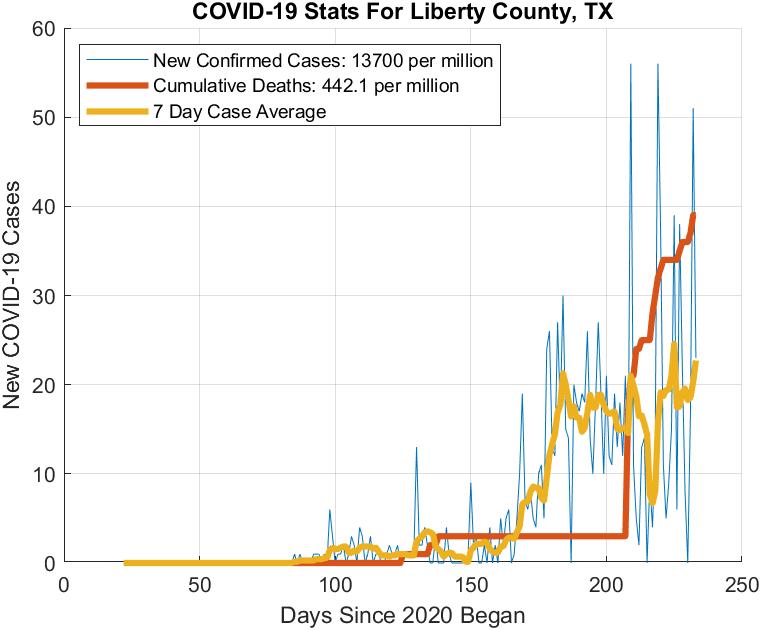 COVID-19 Stats For Liberty County, TX
New Confirmed Cases: 13700 per million
Cumulative Deaths: 442.1 per million
7 Day Case Average
New COVID-19 Cases
60
50
40
30
20
10
0
0 50 100 150 200 250
Days Since 2020 Began